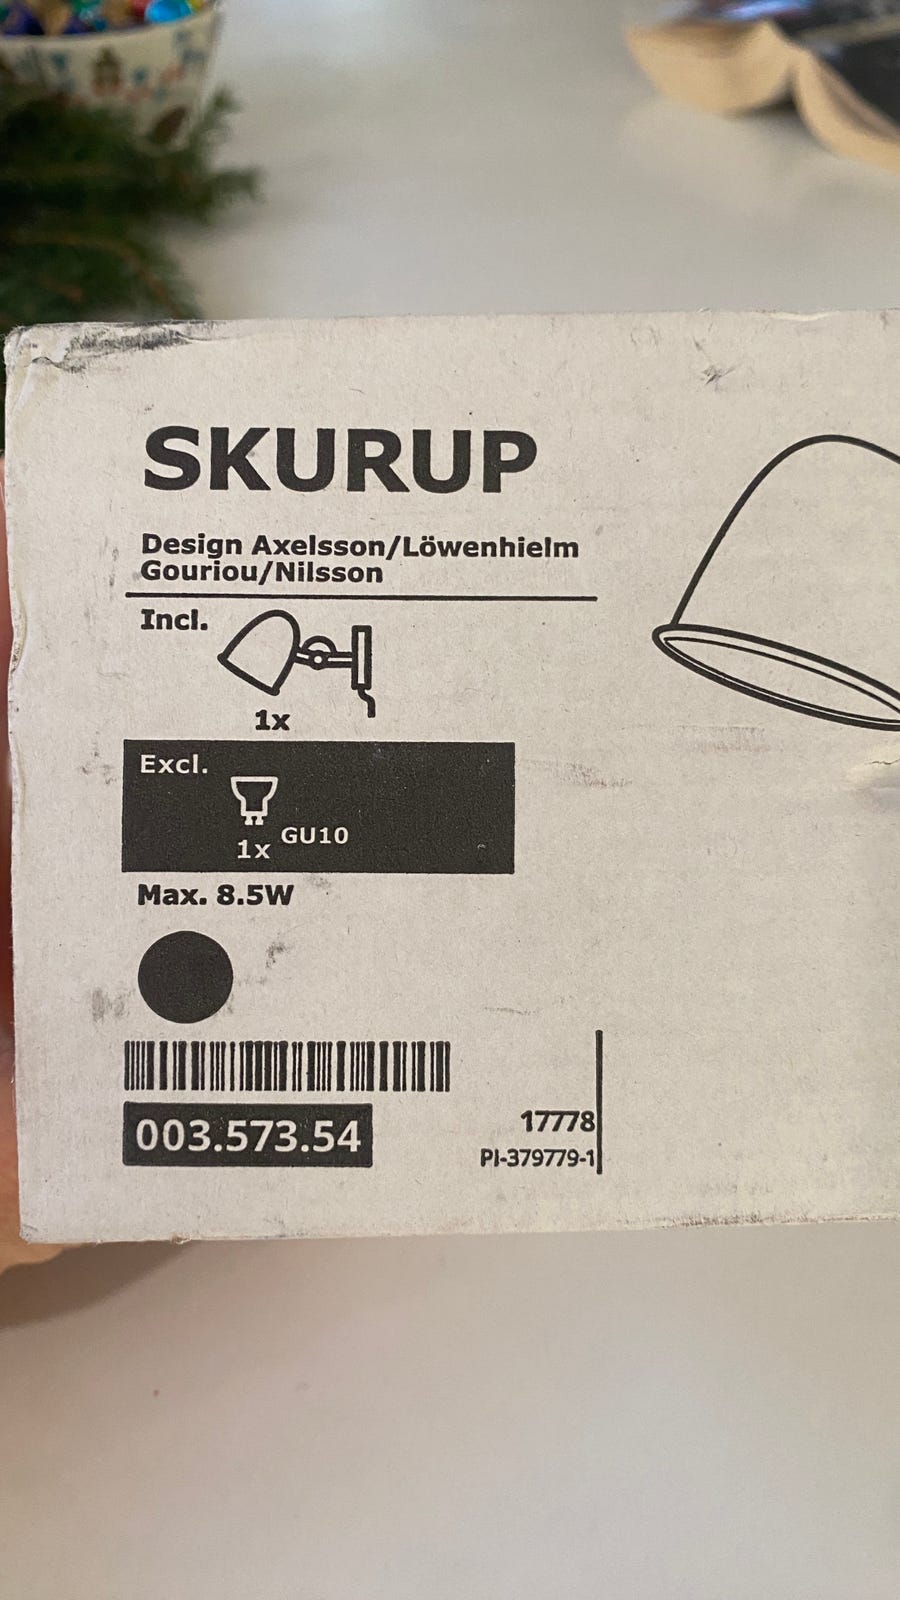 SKURUP
Design Axelsson/Löwenhielm
Gouriou/Nilsson
Incl.
1x
Excl.
1x GU10
Max. 8.5W
003.573.54
17778
PI-379779-1